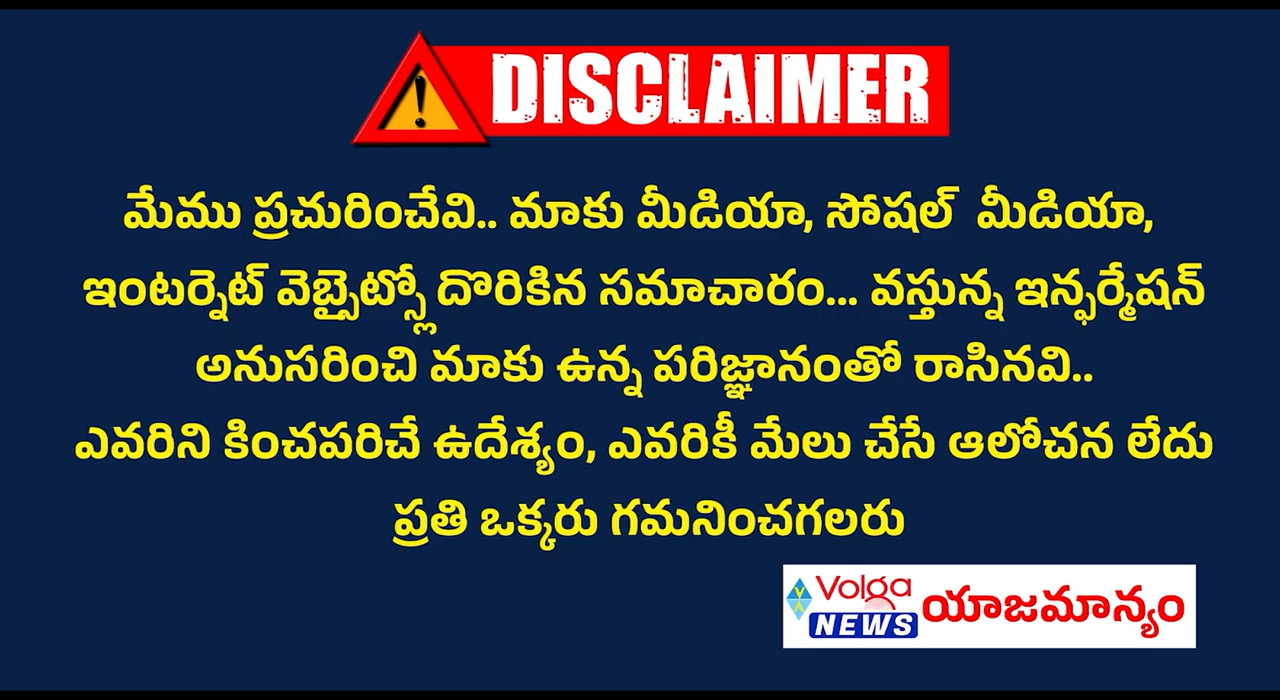 DISCLAIMER
మేము ప్రచురించేవి.. మాకు మీడియా, సోషల్ మీడియా,
ఇంటర్నెట్ వెబ్సైట్స్లో దొరికిన సమాచారం... వస్తున్న ఇన్ఫర్మేషన్
అనుసరించి మాకు ఉన్న పరిజ్ఞానంతో రాసినవి..
ఎవరిని కించపరిచే ఉదేశ్యం, ఎవరికీ మేలు చేసే ఆలోచన లేదు
ప్రతి ఒక్కరు గమనించగలరు
Volga NEWS యాజమాన్యం